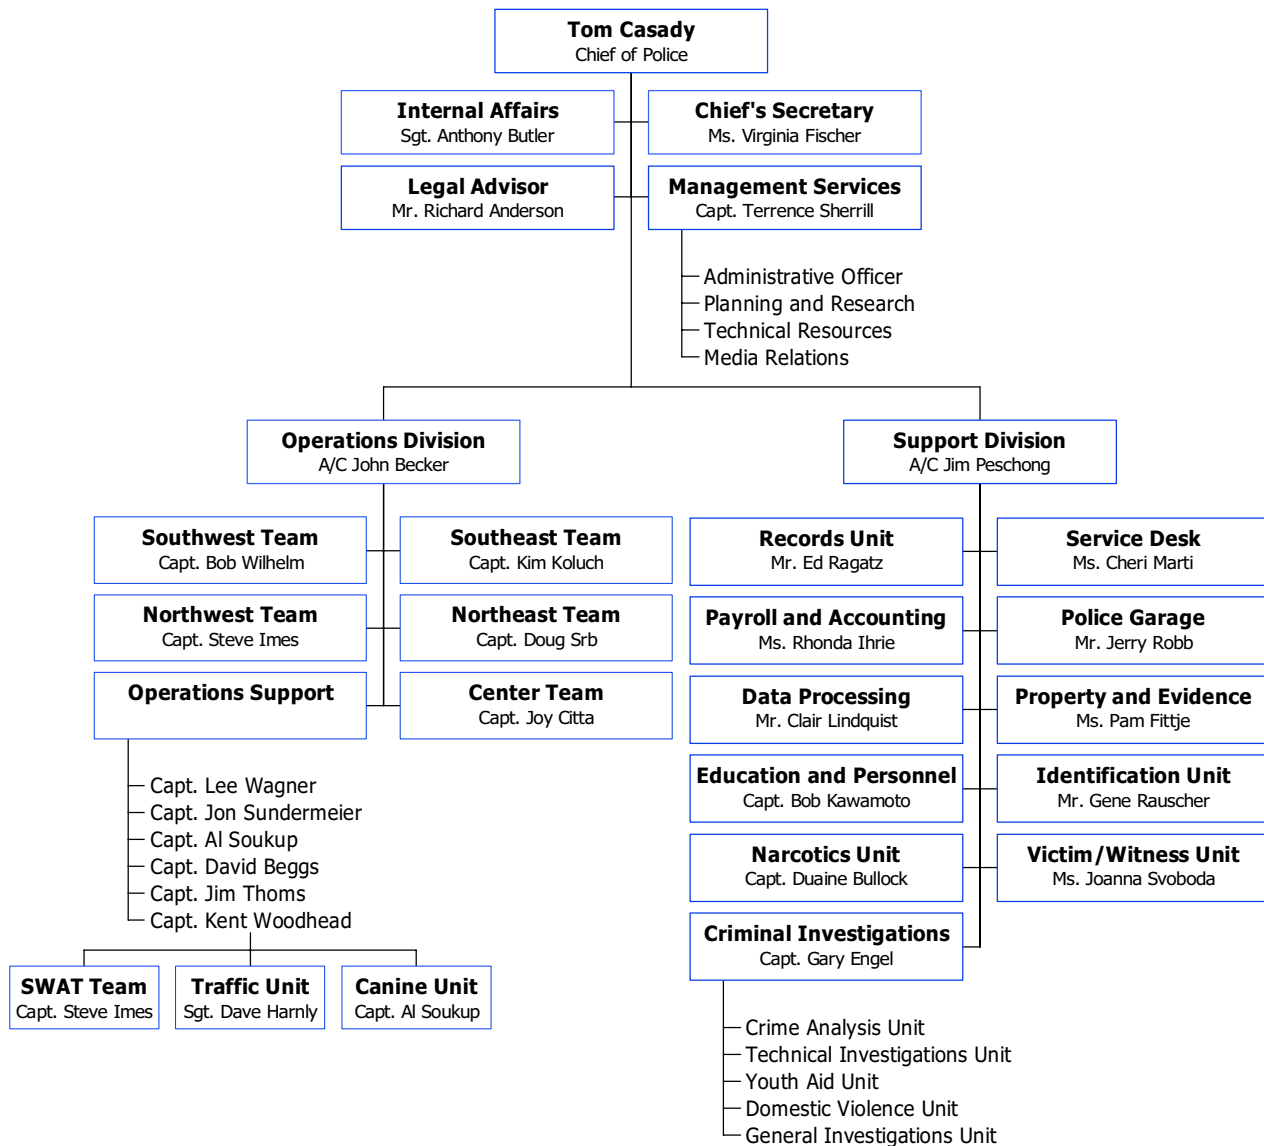 Tom Casady
Chief of Police
Internal Affairs
Sgt. Anthony Butler
Chief's Secretary
Ms. Virginia Fischer
Legal Advisor
Mr. Richard Anderson
Management Services
Capt. Terrence Sherrill
Administrative Officer
Planning and Research
Technical Resources
Media Relations
Operations Division
A/C John Becker
Southwest Team
Capt. Bob Wilhelm
Southeast Team
Capt. Kim Koluch
Northwest Team
Capt. Steve Imes
Northeast Team
Capt. Doug Srb
Operations Support
Center Team
Capt. Joy Citta
Capt. Lee Wagner
Capt. Jon Sundermeier
Capt. Al Soukup
Capt. David Beggs
Capt. Jim Thoms
Capt. Kent Woodhead
SWAT Team
Capt. Steve Imes
Traffic Unit
Sgt. Dave Harnly
Canine Unit
Capt. Al Soukup
Support Division
A/C Jim Peschong
Records Unit
Mr. Ed Ragatz
Service Desk
Ms. Cheri Marti
Payroll and Accounting
Ms. Rhonda Ihrie
Police Garage
Mr. Jerry Robb
Data Processing
Mr. Clair Lindquist
Property and Evidence
Ms. Pam Fittje
Education and Personnel
Capt. Bob Kawamoto
Identification Unit
Mr. Gene Rauscher
Narcotics Unit
Capt. Duaine Bullock
Victim/Witness Unit
Ms. Joanna Svoboda
Criminal Investigations
Capt. Gary Engel
Crime Analysis Unit
Technical Investigations Unit
Youth Aid Unit
Domestic Violence Unit
General Investigations Unit